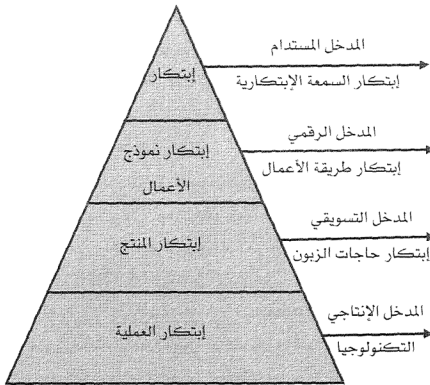 المدخل المستدام
إبتكار
إبتكار السمعة الإبتكارية
المدخل الرقمي
إبتكار نموذج
الأعمال
إبتكار طريقة الأعمال
المدخل التسويقي
إبتكار المنتج
إبتكار حاجات الزبون
المدخل الإنتاجي
إبتكار العملية
التكنولوجيا